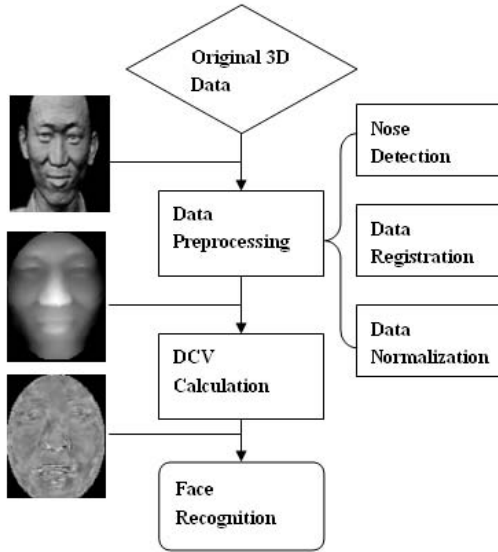 Original 3D
Data
Nose
Detection
Data
Preprocessing
Data
Registration
Data
Normalization
DCV
Calculation
Face
Recognition